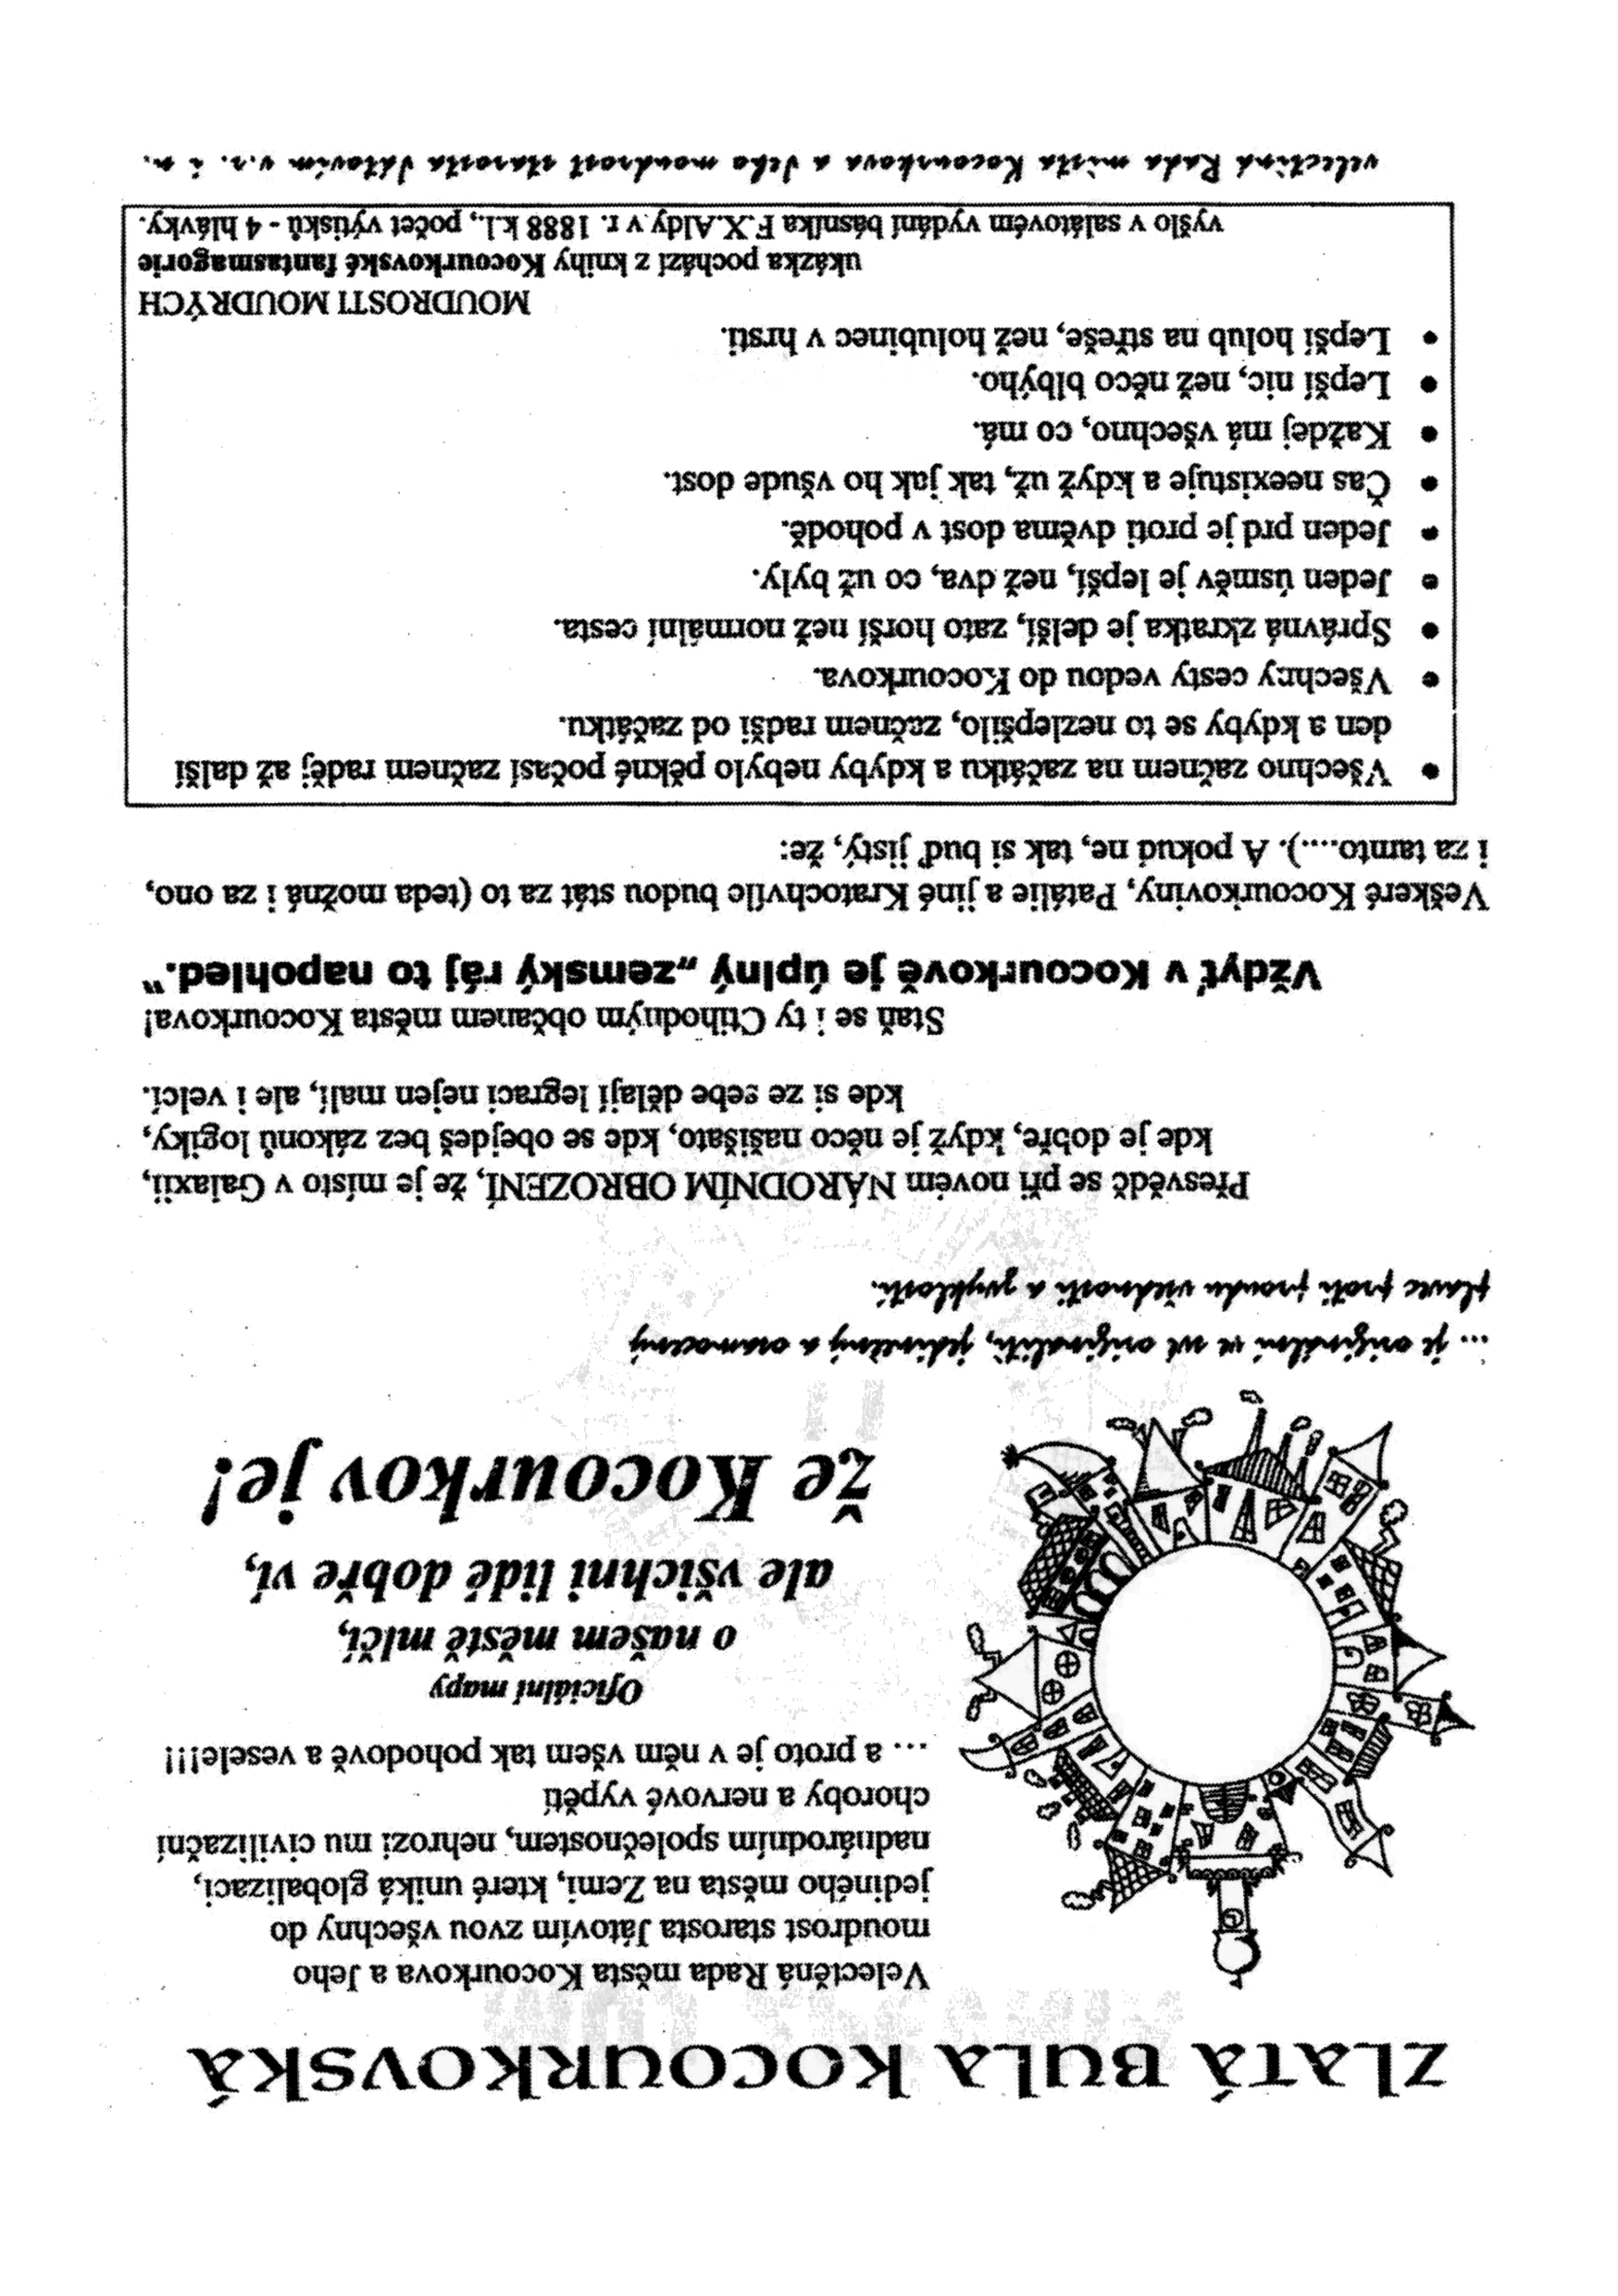 ZLATÁ BULA KOCOURKOVSKÁ
Velectěná Rada města Kocourkova a Jeho
moudrost starosta Játovím zvou všechny do
jediného města na Zemi, které uniká globalizaci,
nadnárodním společnostem, nehrozí mu civilizační
choroby a nervové vypětí
... a proto je v něm všem tak pohodově a vesele!!!
Oficiální mapy
o našem městě mlčí,
ale všichni lidé dobře ví,
že Kocourkov je!
... je originální ve své originalitě, jedinečný a osamocený
plavec proti proudu všednosti a zvyklostí.
Přesvědč se při novém NÁRODNÍM OBROZENÍ, že je místo v Galaxii,
kde je dobře, když je něco našišato, kde se obejdeš bez zákonů logiky,
kde si ze sebe dělají legraci nejen malí, ale i velcí.
Staň se i ty Ctihodným občanem města Kocourkova!
Vždyť v Kocourkově je úplný „zemský ráj to napohled.“
Veškeré Kocourkoviny, Patálie a jiné Kratochvíle budou stát za to (teda možná i za ono,
i za tamto....). A pokud ne, tak si buď jistý, že:
• Všechno začnem na začátku a kdyby nebylo pěkné počasí začnem raděj až další
den a kdyby se to nezlepšilo, začnem radši od začátku.
• Všechny cesty vedou do Kocourkova.
• Správná zkratka je delší, zato horší než normální cesta.
• Jeden úsměv je lepší, než dva, co už byly.
• Jeden prd je proti dvěma dost v pohodě.
• Čas neexistuje a když už, tak jak ho všude dost.
• Každej má všechno, co má.
• Lepší nic, než něco blbýho.
• Lepší holub na střeše, než holubinec v hrsti.
MOUDROSTI MOUDRÝCH
ukázka pochází z knihy Kocourkovské fantasmagorie
vyšlo v salátovém vydání básníka F.X.Aldy v r. 1888 k.l., počet výtisků - 4 hlávky.
velectěná Rada města Kocourkova a Jeho moudrost starosta Játovím v.r. i n.